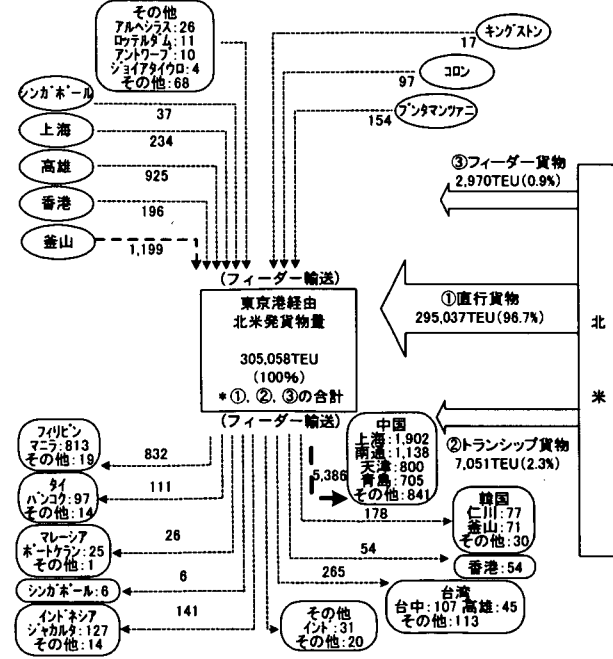 その他
アルヘシラス:26
ロッテルダム:11
アントワープ:10
ジョイアタイウロ:4
その他:68
キングストン
17
コロン
97
プンタマンツァニ
154
シンガポール
37
上海
234
高雄
925
香港
196
釜山
1,199
③フィーダー貨物
2,970TEU(0.9%)
(フィーダー輸送)
東京港経由
北米発貨物量
305,058TEU
(100%)
*①,②,③の合計
(フィーダー輸送)
①直行貨物
295,037TEU(96.7%)
北
米
②トランシップ貨物
7,051TEU(2.3%)
フィリピン
マニラ:813
その他:19
832
タイ
バンコク:97
その他:14
111
マレーシア
ポートケラン:25
その他:1
26
シンガポール:6
6
インドネシア
ジャカルタ:127
その他:14
141
その他
インド:31
その他:20
5,386
中国
上海:1,902
南通:1,138
天津:800
青島:705
その他:841
178
韓国
仁川:77
釜山:71
その他:30
54
香港:54
265
台湾
台中:107 高雄:45
その他:113